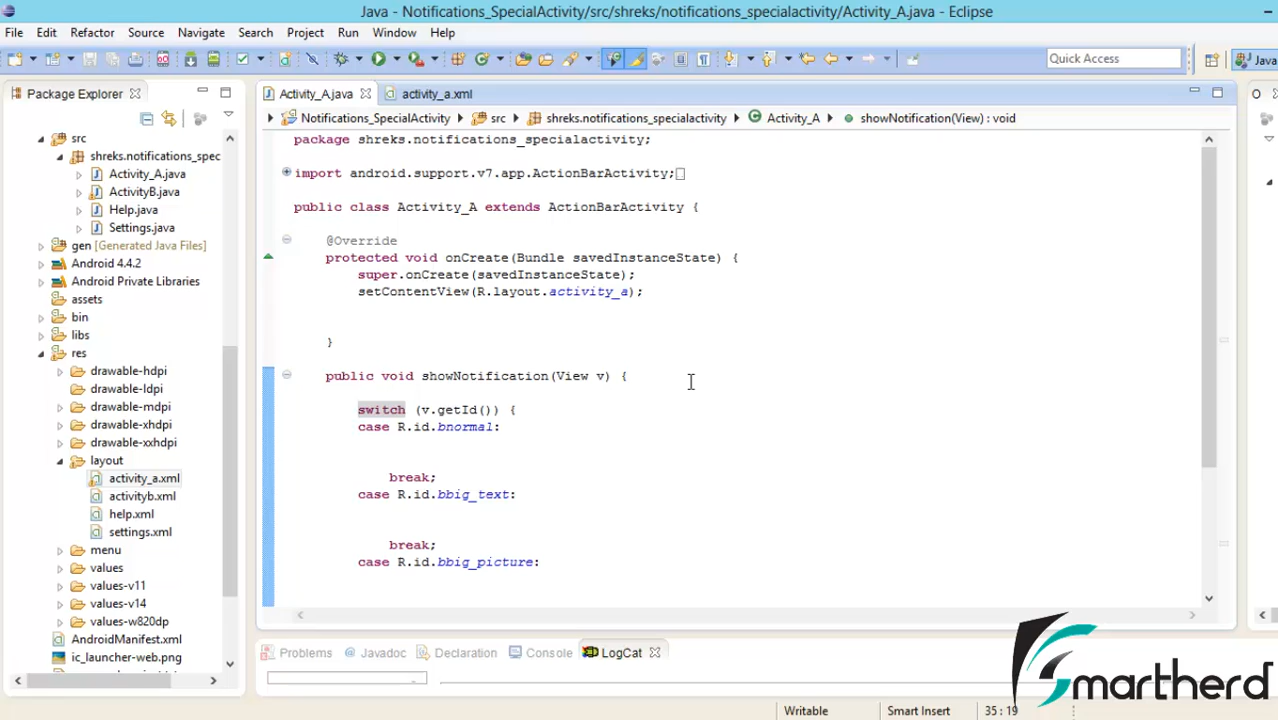 Java - Notifications_SpecialActivity/src/shreks/notifications_specialactivity/Activity_A.java - Eclipse
File Edit Refactor Source Navigate Search Project Run Window Help
Quick Access
Java
Package Explorer
Activity_A.java
activity_a.xml
O
Notifications_SpecialActivity src shreks.notifications_specialactivity Activity_A showNotification(View) : void
src
shreks.notifications_spec
Activity_A.java
ActivityB.java
Help.java
Settings.java
gen [Generated Java Files]
Android 4.4.2
Android Private Libraries
assets
bin
libs
res
drawable-hdpi
drawable-ldpi
drawable-mdpi
drawable-xhdpi
drawable-xxhdpi
layout
activity_a.xml
activityb.xml
help.xml
settings.xml
menu
values
values-v11
values-v14
values-w820dp
AndroidManifest.xml
ic_launcher-web.png
package shreks.notifications_specialactivity;
import android.support.v7.app.ActionBarActivity;
public class Activity_A extends ActionBarActivity {
@Override
protected void onCreate(Bundle savedInstanceState) {
super.onCreate(savedInstanceState);
setContentView(R.layout.activity_a);
}
public void showNotification(View v) {
switch (v.getId()) {
case R.id.bnormal:
break;
case R.id.bbig_text:
break;
case R.id.bbig_picture:
Problems Javadoc Declaration Console LogCat
Writable Smart Insert 35 : 19
Smartherd